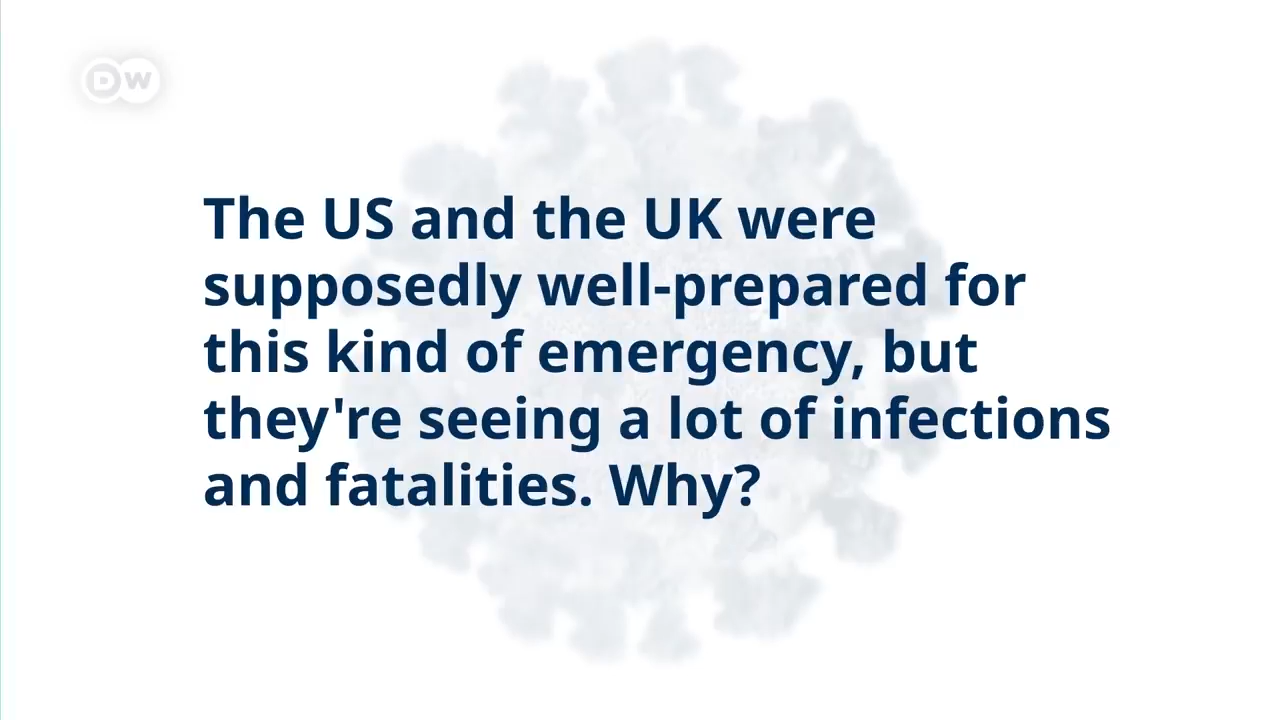 DW
The US and the UK were
supposedly well-prepared for
this kind of emergency, but
they're seeing a lot of infections
and fatalities. Why?